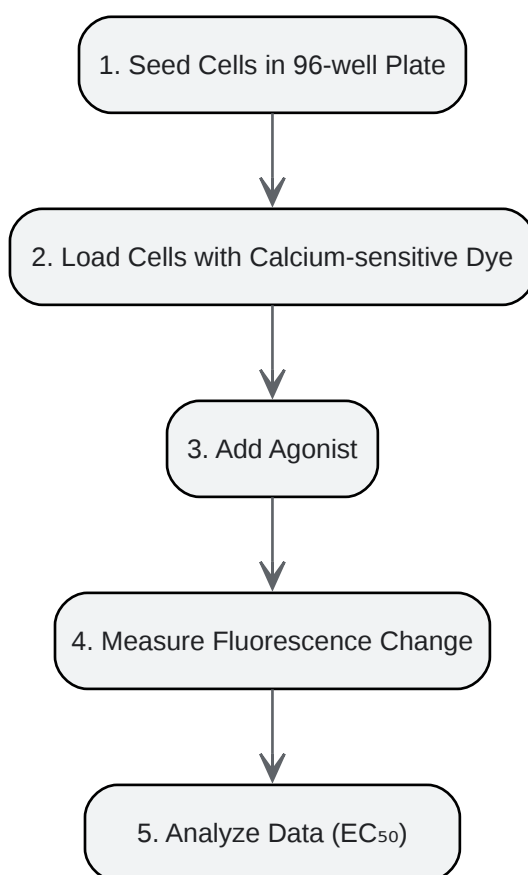 1. Seed Cells in 96-well Plate
2. Load Cells with Calcium-sensitive Dye
3. Add Agonist
4. Measure Fluorescence Change
5. Analyze Data (EC₅₀)